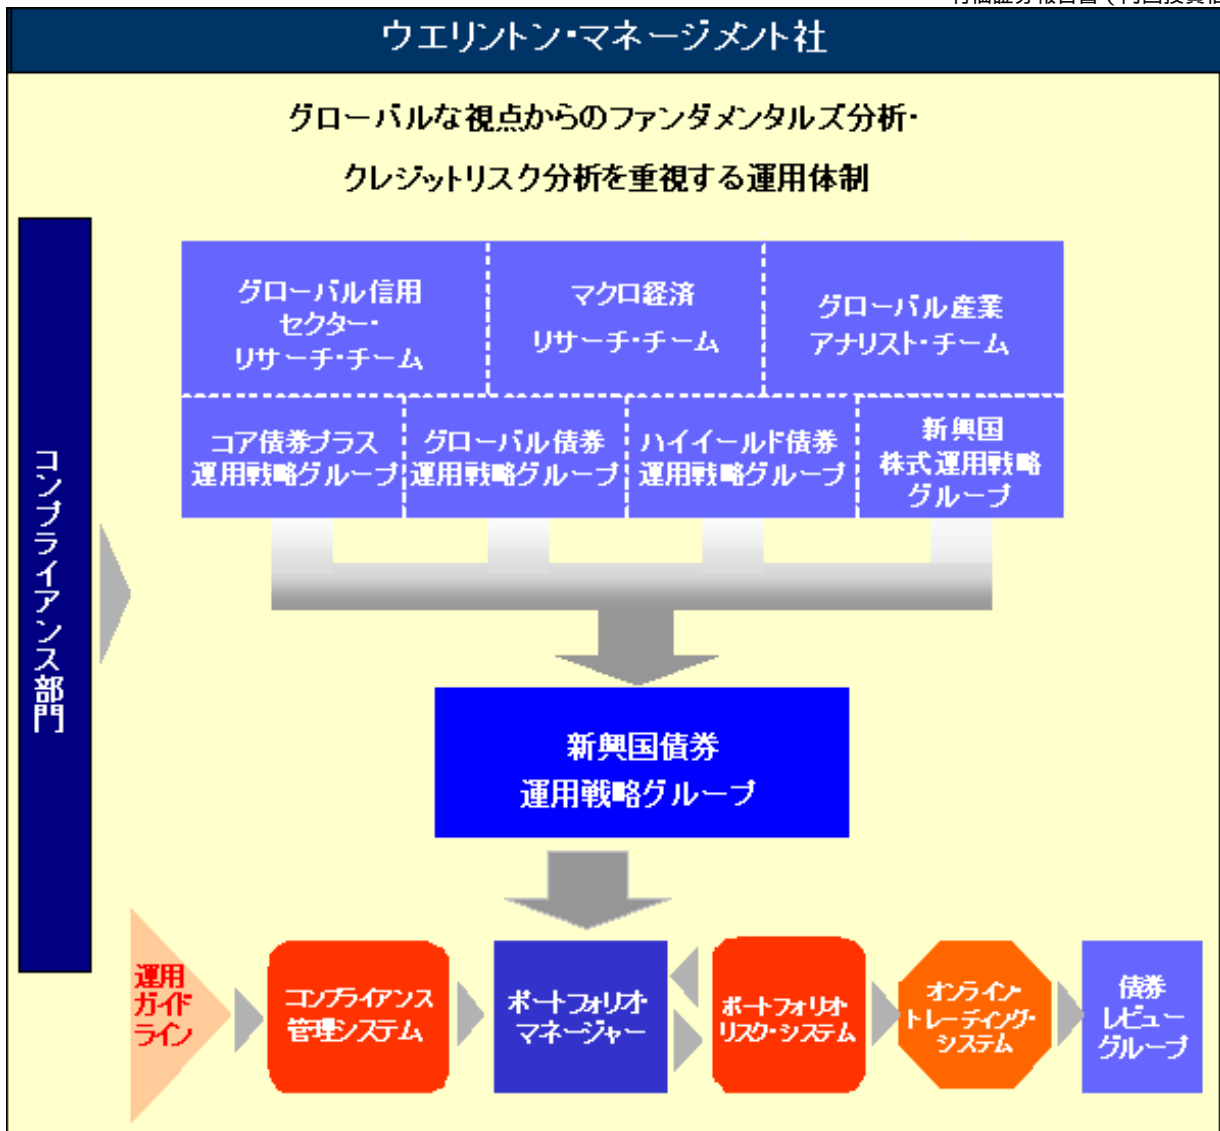 有価証券報告書(内国投資信
ウエリントン・マネージメント社
グローバルな視点からのファンダメンタルズ分析・
クレジットリスク分析を重視する運用体制
コンプライアンス部門
グローバル信用
セクター・
リサーチ・チーム
マクロ経済
リサーチ・チーム
グローバル産業
アナリスト・チーム
コア債券プラス
運用戦略グループ
グローバル債券
運用戦略グループ
ハイイールド債券
運用戦略グループ
新興国
株式運用戦略
グループ
新興国債券
運用戦略グループ
運用
ガイド
ライン
コンプライアンス
管理システム
ポートフォリオ
マネージャー
ポートフォリオ
リスク・システム
オンライン・
トレーディング・
システム
債券
レビュー
グループ